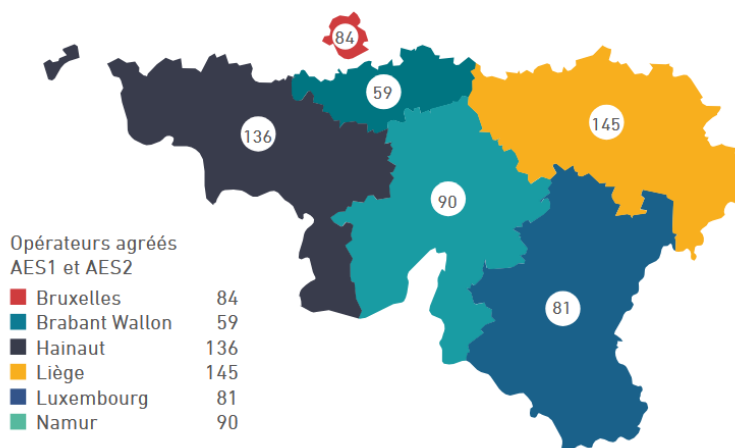 84
59
136
145
90
81
Opérateurs agréés
AES1 et AES2
Bruxelles 84
Brabant Wallon 59
Hainaut 136
Liège 145
Luxembourg 81
Namur 90